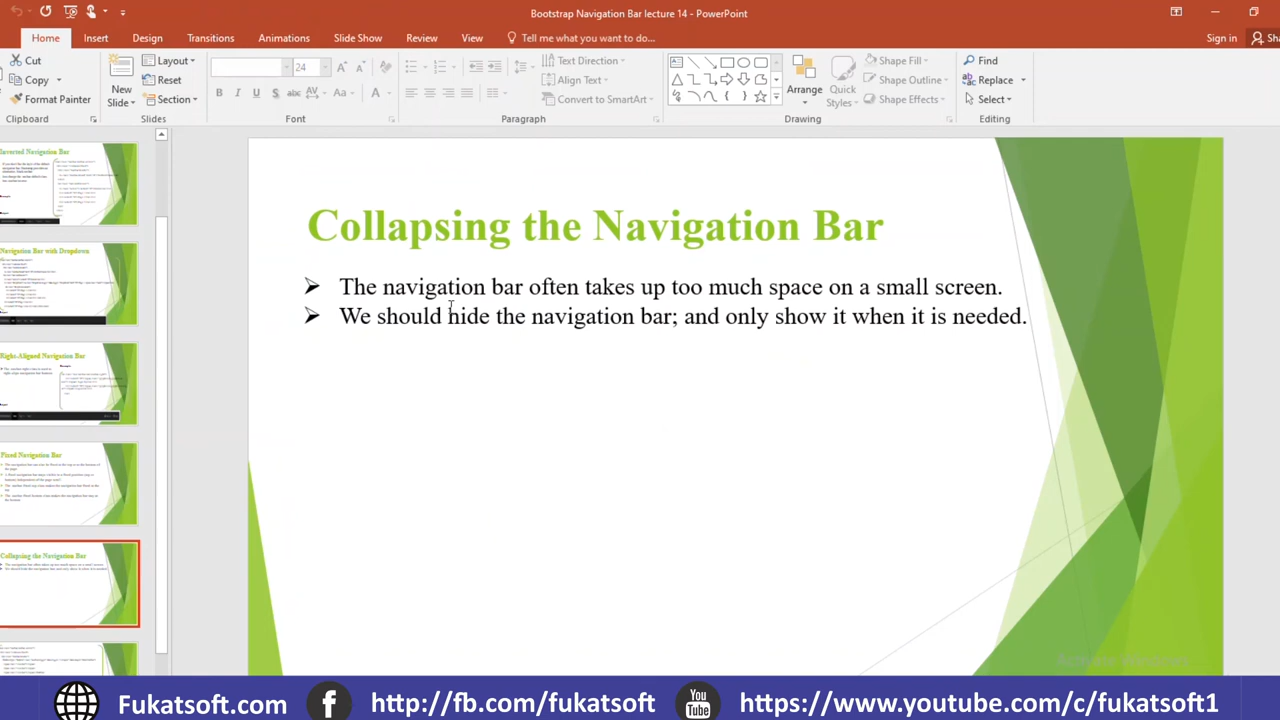 Bootstrap Navigation Bar lecture 14 - PowerPoint
Home Insert Design Transitions Animations Slide Show Review View Tell me what you want to do... Sign in Sha
Cut
Copy
Format Painter
Clipboard
New Slide
Layout
Reset
Section
Slides
24
Font
Text Direction
Align Text
Convert to SmartArt
Paragraph
Arrange
Quick Styles
Shape Fill
Shape Outline
Shape Effects
Drawing
Find
Replace
Select
Editing
Inverted Navigation Bar
Navigation Bar with Dropdown
Right-Aligned Navigation Bar
Fixed Navigation Bar
Collapsing the Navigation Bar
Collapsing the Navigation Bar
The navigation bar often takes up too much space on a small screen.
We should hide the navigation bar; and only show it when it is needed.
Activate Windows
Fukatsoft.com f http://fb.com/fukatsoft You Tube https://www.youtube.com/c/fukatsoft1